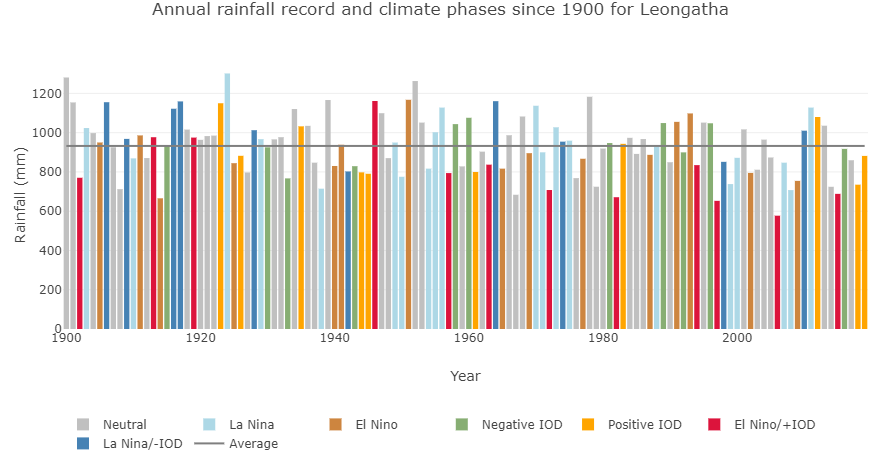 Annual rainfall record and climate phases since 1900 for Leongatha
1200
1000
800
600
400
200
0
Rainfall (mm)
1900 1920 1940 1960 1980 2000
Year
Neutral La Nina El Nino Negative IOD Positive IOD El Nino/+IOD
La Nina/-IOD Average